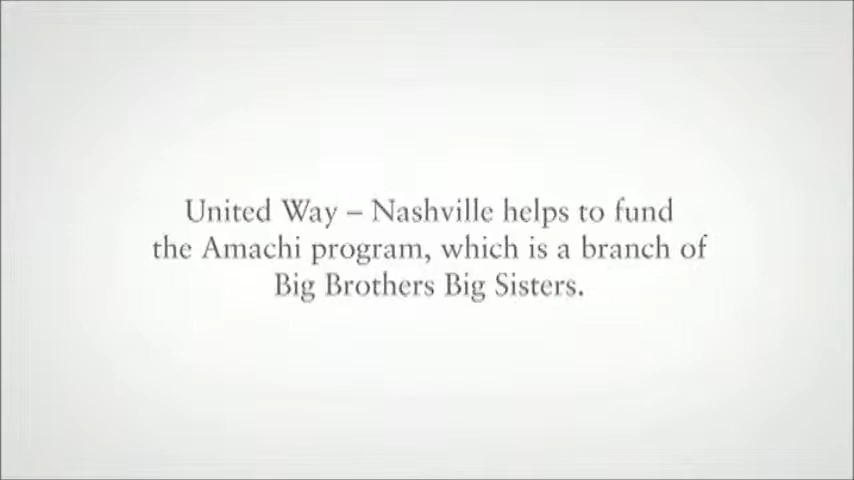 United Way – Nashville helps to fund
the Amachi program, which is a branch of
Big Brothers Big Sisters.